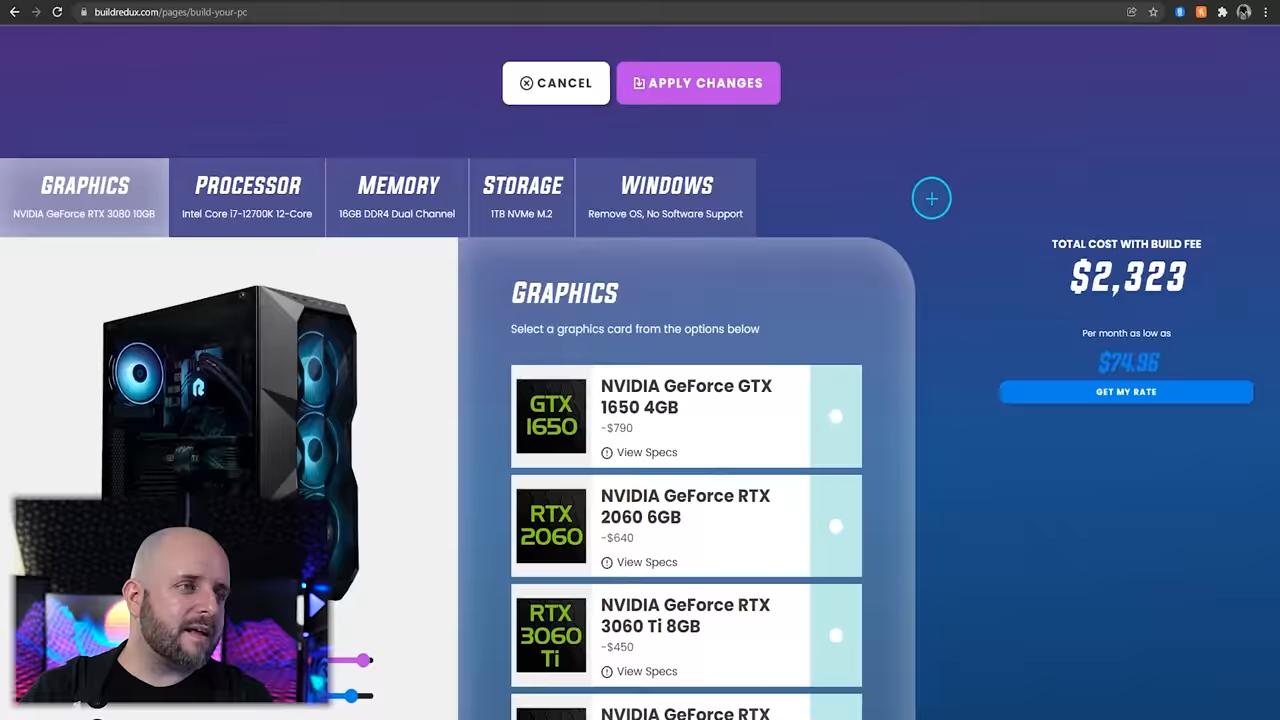 buildredux.com/pages/build-your-pc
CANCEL
APPLY CHANGES
GRAPHICS
NVIDIA GeForce RTX 3080 10GB
PROCESSOR
Intel Core i7-12700K 12-Core
MEMORY
16GB DDR4 Dual Channel
STORAGE
1TB NVMe M.2
WINDOWS
Remove OS, No Software Support
TOTAL COST WITH BUILD FEE
$2,323
Per month as low as
$74.96
GET MY RATE
GRAPHICS
Select a graphics card from the options below
GTX
1650
NVIDIA GeForce GTX
1650 4GB
-$790
View Specs
RTX
2060
NVIDIA GeForce RTX
2060 6GB
-$640
View Specs
RTX
3060
Ti
NVIDIA GeForce RTX
3060 Ti 8GB
-$450
View Specs
NVIDIA GeForce RTX